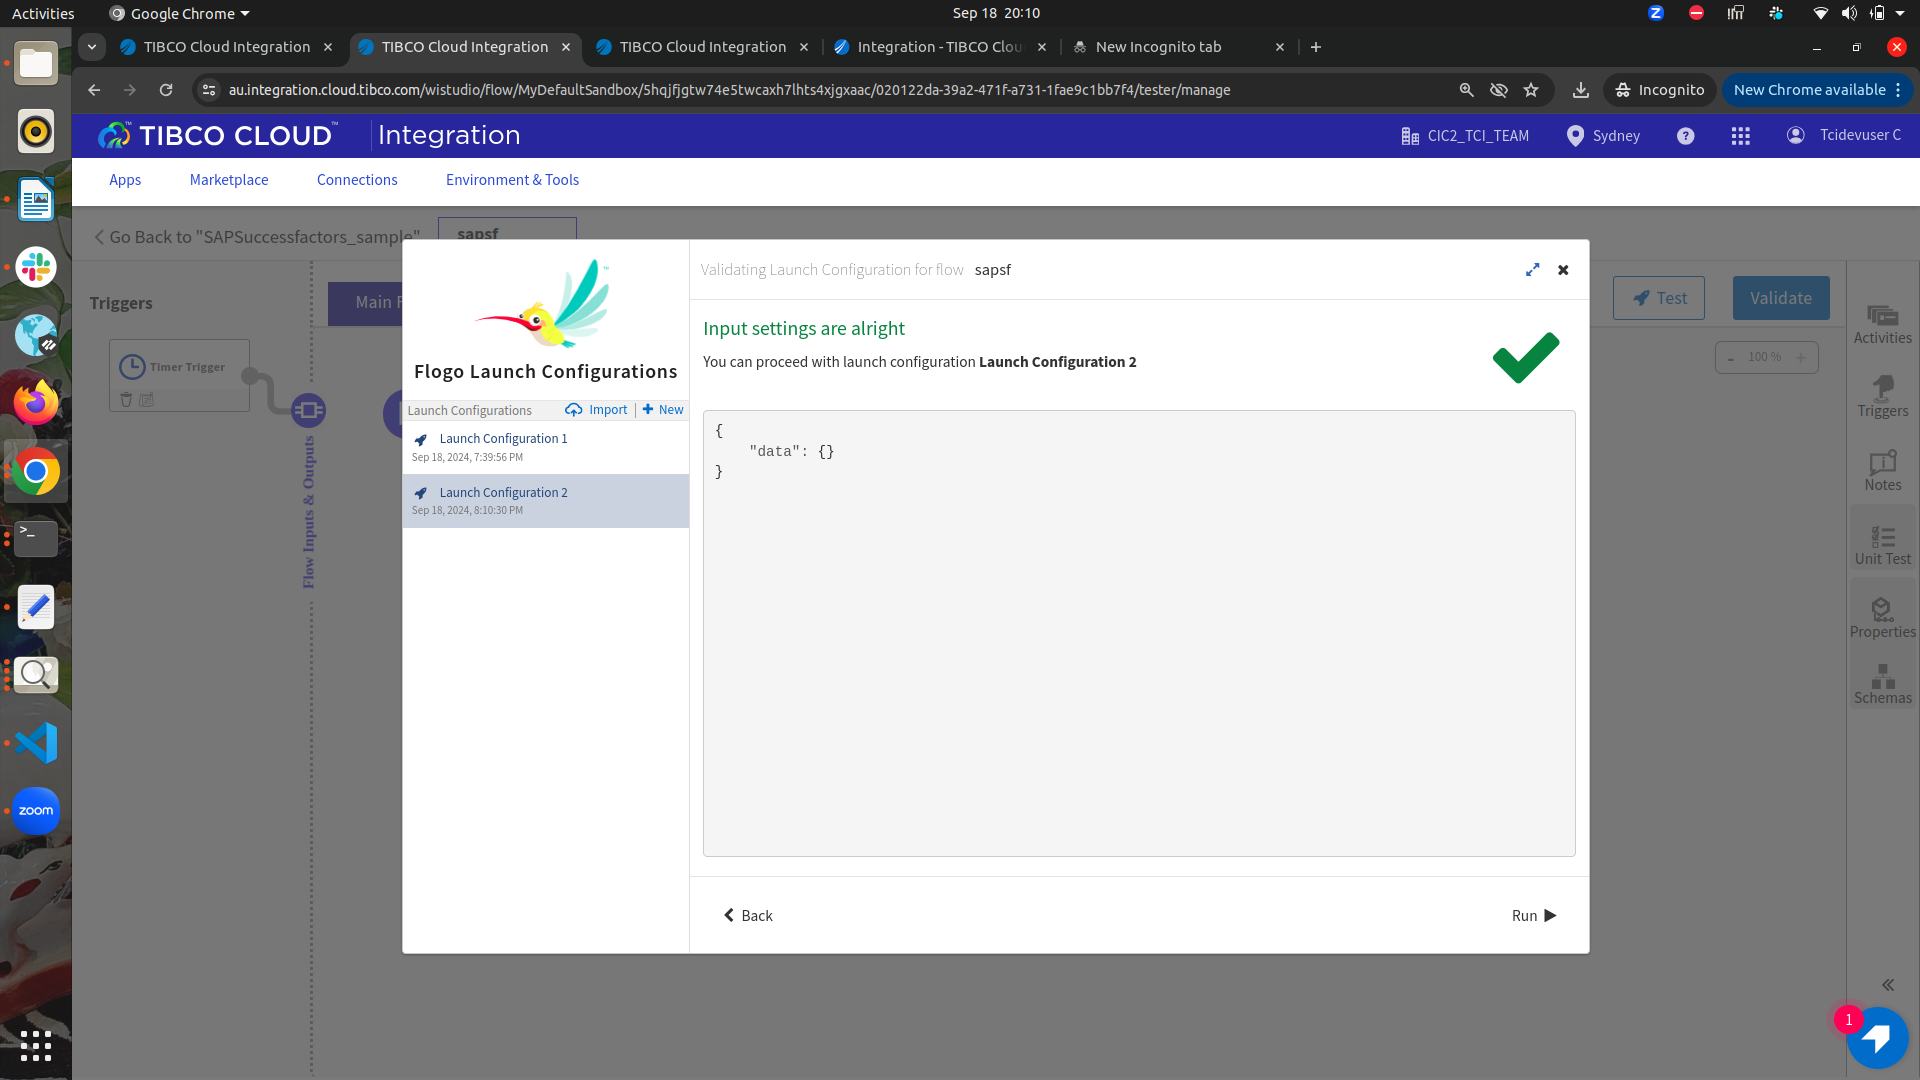 Activities
Google Chrome
Sep 18 20:10
TIBCO Cloud Integration
TIBCO Cloud Integration
TIBCO Cloud Integration
Integration - TIBCO Clou
New Incognito tab
au.integration.cloud.tibco.com/wistudio/flow/MyDefaultSandbox/5hqjfjgtw74e5twcaxh7lhts4xjgxaac/020122da-39a2-471f-a731-1fae9c1bb7f4/tester/manage
Incognito
New Chrome available
TIBCO CLOUD™ Integration
CIC2_TCI_TEAM
Sydney
Tcidevuser C
Apps
Marketplace
Connections
Environment & Tools
Go Back to "SAPSuccessfactors_sample"
sapsf
Triggers
Main F
Timer Trigger
Flow Inputs & Outputs
Flogo Launch Configurations
Launch Configurations
Import
New
Launch Configuration 1
Sep 18, 2024, 7:39:56 PM
Launch Configuration 2
Sep 18, 2024, 8:10:30 PM
Validating Launch Configuration for flow sapsf
Input settings are alright
You can proceed with launch configuration Launch Configuration 2
{
"data": {}
}
Back
Run
Test
Validate
- 100 % +
Activities
Triggers
Notes
Unit Test
Properties
Schemas
1
zoom